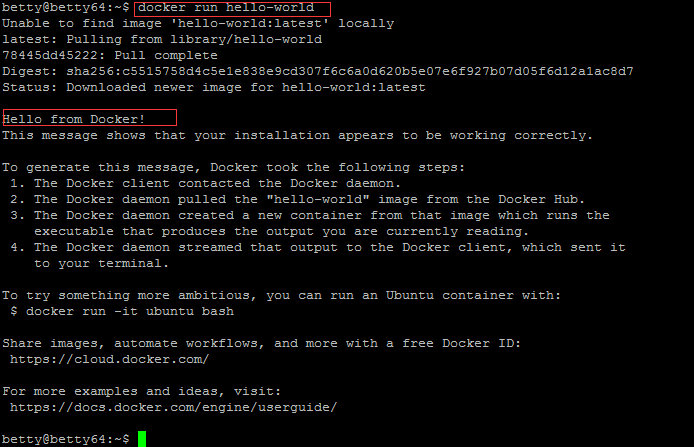 betty@betty64:~$ docker run hello-world
Unable to find image 'hello-world:latest' locally
latest: Pulling from library/hello-world
78445dd45222: Pull complete
Digest: sha256:c5515758d4c5e1e838e9cd307f6c6a0d620b5e07e6f927b07d05f6d12a1ac8d7
Status: Downloaded newer image for hello-world:latest
Hello from Docker!
This message shows that your installation appears to be working correctly.
To generate this message, Docker took the following steps:
1. The Docker client contacted the Docker daemon.
2. The Docker daemon pulled the "hello-world" image from the Docker Hub.
3. The Docker daemon created a new container from that image which runs the
executable that produces the output you are currently reading.
4. The Docker daemon streamed that output to the Docker client, which sent it
to your terminal.
To try something more ambitious, you can run an Ubuntu container with:
$ docker run -it ubuntu bash
Share images, automate workflows, and more with a free Docker ID:
https://cloud.docker.com/
For more examples and ideas, visit:
https://docs.docker.com/engine/userguide/
betty@betty64:~$